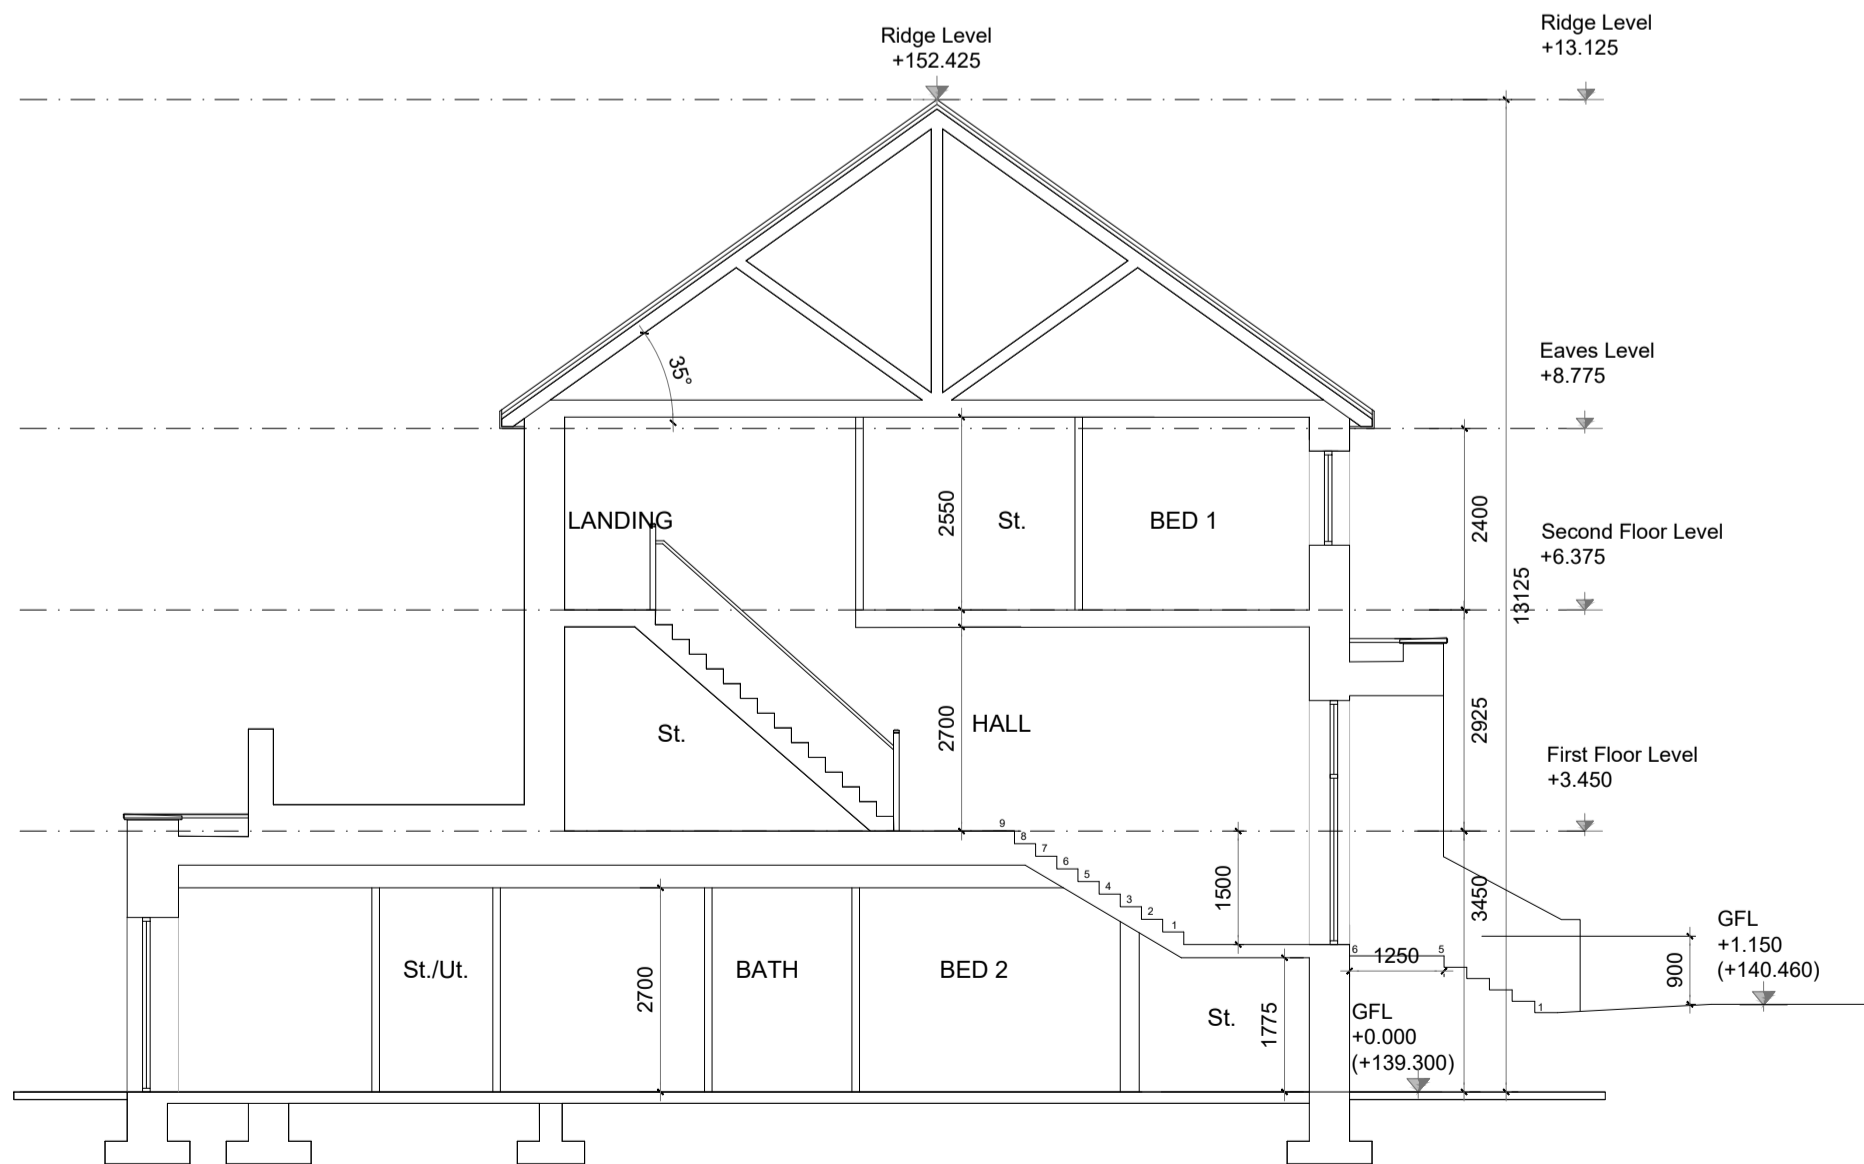 Ridge Level
+13.125
Ridge Level
+152.425
35°
Eaves Level
+8.775
LANDING
2550
St.
BED 1
2400
Second Floor Level
+6.375
13125
St.
2700
HALL
2925
First Floor Level
+3.450
9
8
7
6
5
4
3
2
1
1500
3450
St./Ut.
2700
BATH
BED 2
St.
1775
6
1250
5
1
900
GFL
+1.150
(+140.460)
GFL
+0.000
(+139.300)